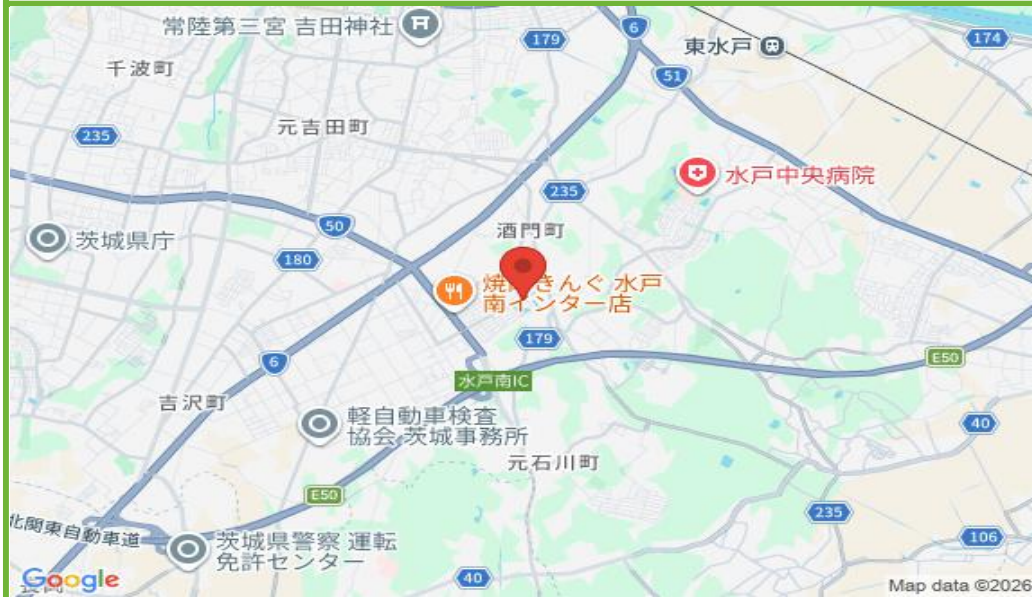 常陸第三宮 吉田神社
179
6
東水戸
174
千波町
51
235
元吉田町
水戸中央病院
235
50
酒門町
茨城県庁
180
きんぐ 水戸
南インター店
179
6
E50
水戸南IC
吉沢町
軽自動車検査
協会 茨城事務所
40
元石川町
E50
235
北関東自動車道
106
茨城県警察 運転
免許センター
40
Google
Map data ©2026